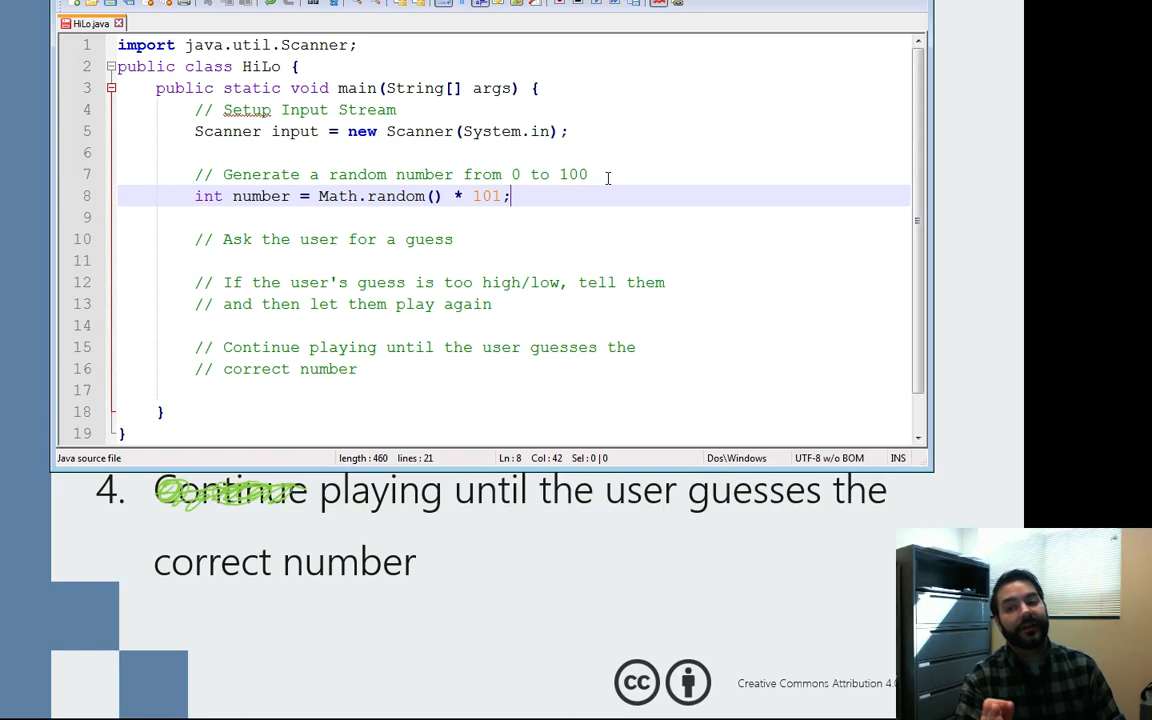 HiLo.java
1 import java.util.Scanner;
2 public class HiLo {
3 public static void main(String[] args) {
4 // Setup Input Stream
5 Scanner input = new Scanner(System.in);
6
7 // Generate a random number from 0 to 100
8 int number = Math.random() * 101;
9
10 // Ask the user for a guess
11
12 // If the user's guess is too high/low, tell them
13 // and then let them play again
14
15 // Continue playing until the user guesses the
16 // correct number
17
18 }
19 }
Java source file length : 460 lines : 21 Ln : 8 Col : 42 Sel : 0 | 0 Dos\Windows UTF-8 w/o BOM INS
4. Continue playing until the user guesses the
correct number
cc
Creative Commons Attribution 4.